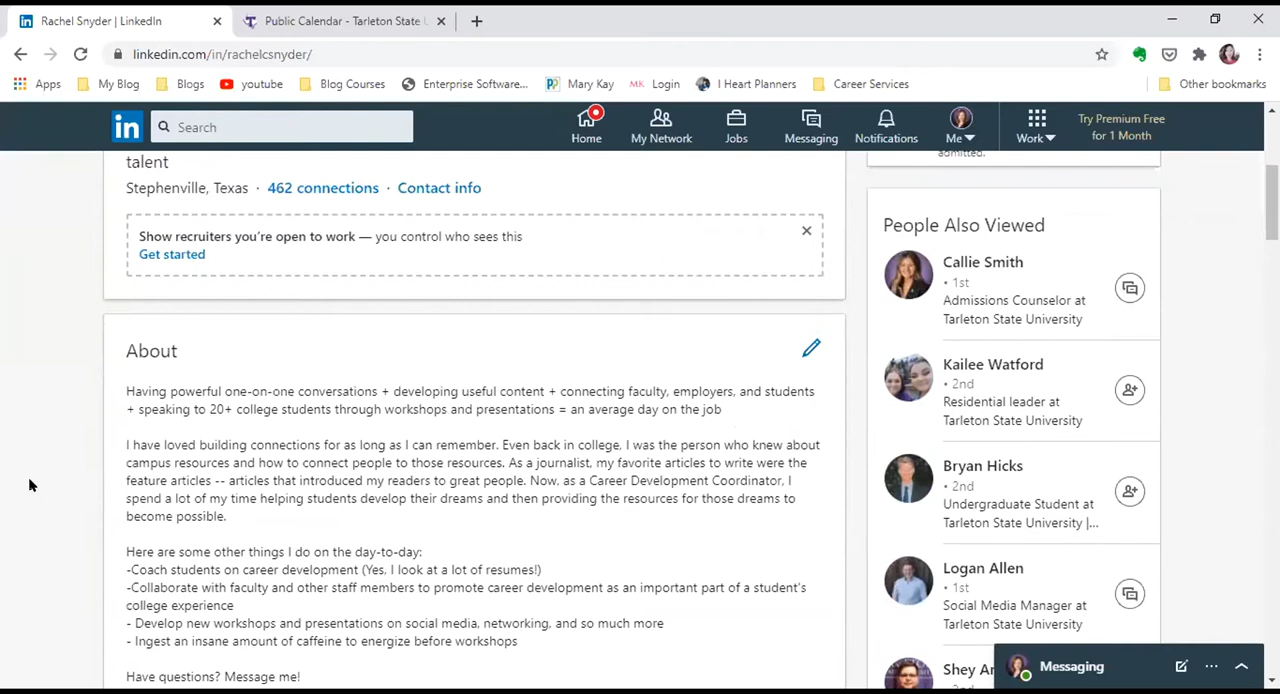 Rachel Snyder | LinkedIn
Public Calendar - Tarleton State U
linkedin.com/in/rachelcsnyder/
Apps
My Blog
Blogs
youtube
Blog Courses
Enterprise Software...
Mary Kay
MK Login
I Heart Planners
Career Services
Other bookmarks
in
Search
Home
My Network
Jobs
Messaging
Notifications
Me
Work
Try Premium Free
for 1 Month
talent
Stephenville, Texas · 462 connections · Contact info
Show recruiters you're open to work — you control who sees this
Get started
About
Having powerful one-on-one conversations + developing useful content + connecting faculty, employers, and students
+ speaking to 20+ college students through workshops and presentations = an average day on the job
I have loved building connections for as long as I can remember. Even back in college, I was the person who knew about
campus resources and how to connect people to those resources. As a journalist, my favorite articles to write were the
feature articles -- articles that introduced my readers to great people. Now, as a Career Development Coordinator, I
spend a lot of my time helping students develop their dreams and then providing the resources for those dreams to
become possible.
Here are some other things I do on the day-to-day:
-Coach students on career development (Yes, I look at a lot of resumes!)
-Collaborate with faculty and other staff members to promote career development as an important part of a student's
college experience
- Develop new workshops and presentations on social media, networking, and so much more
- Ingest an insane amount of caffeine to energize before workshops
Have questions? Message me!
admitted.
People Also Viewed
Callie Smith
• 1st
Admissions Counselor at
Tarleton State University
Kailee Watford
• 2nd
Residential leader at
Tarleton State University
Bryan Hicks
• 2nd
Undergraduate Student at
Tarleton State University |...
Logan Allen
• 1st
Social Media Manager at
Tarleton State University
Shey Ar
Messaging